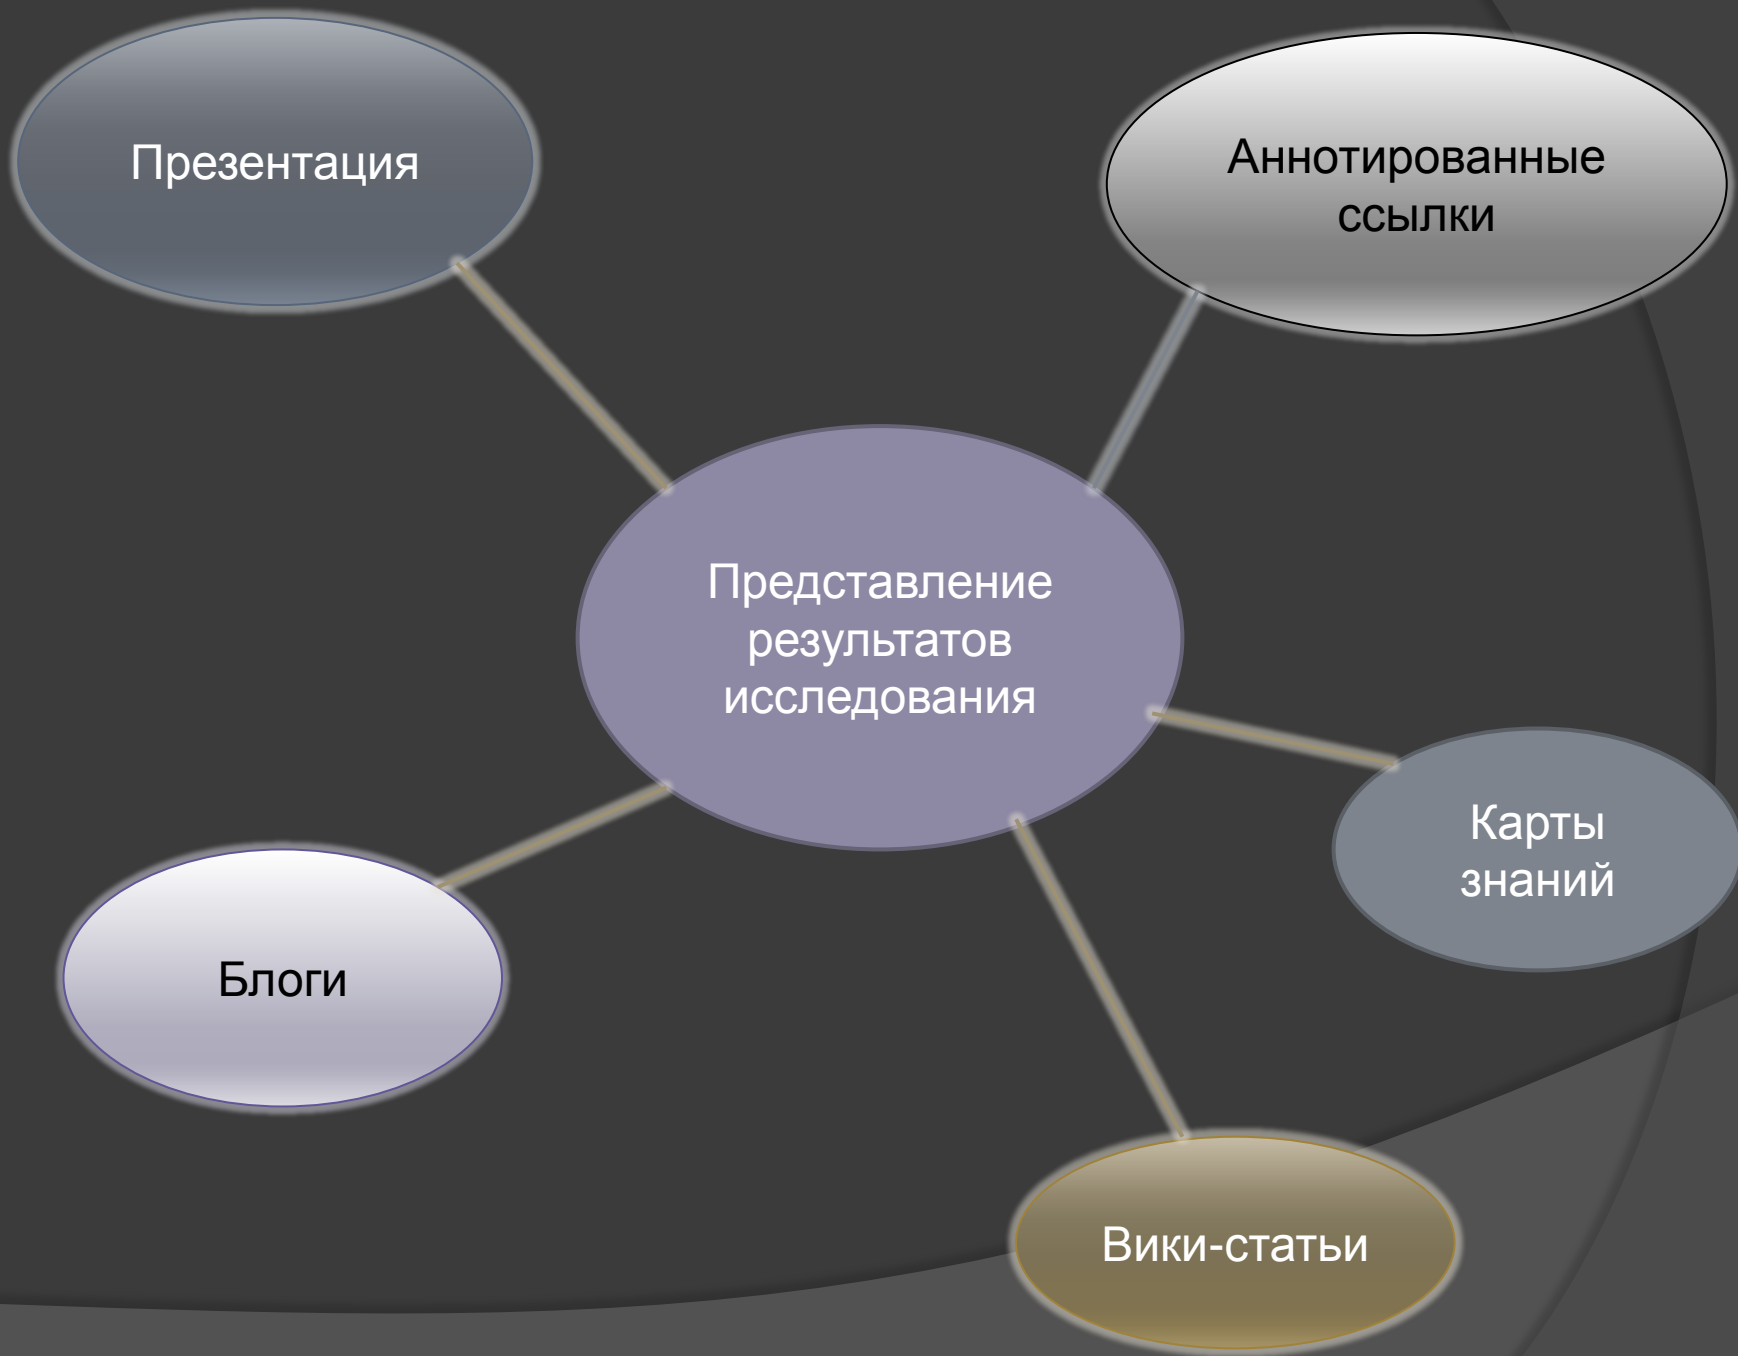 Презентация
Аннотированные
ссылки
Представление
результатов
исследования
Карты
знаний
Блоги
Вики-статьи